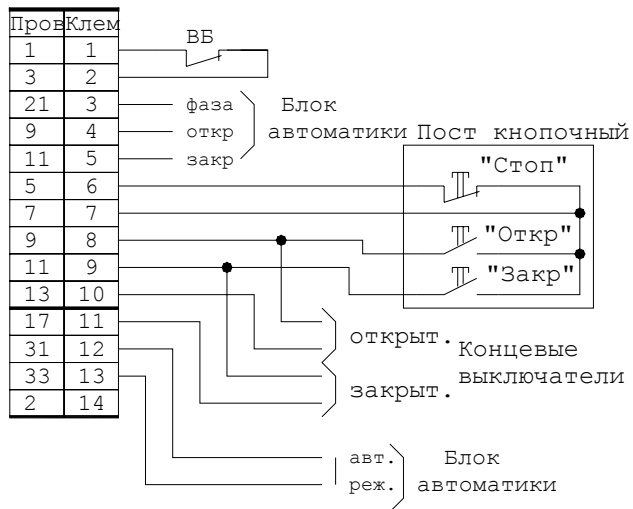 Пров Клем
1 1
3 2
21 3
9 4
11 5
5 6
7 7
9 8
11 9
13 10
17 11
31 12
33 13
2 14
ВБ
фаза
откр
закр
Блок
автоматики
Пост кнопочный
"Стоп"
"Откр"
"Закр"
открыт.
закрыт.
Концевые
выключатели
авт.
реж.
Блок
автоматики